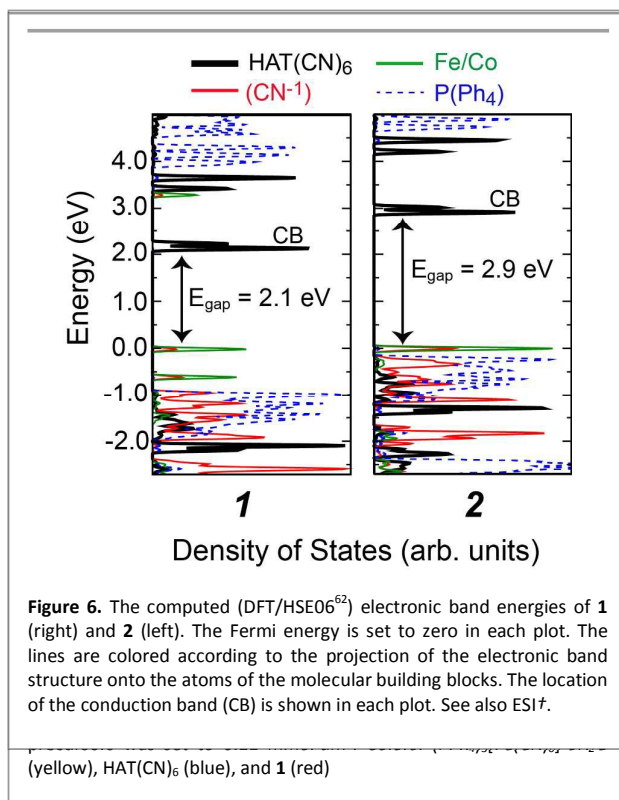 HAT(CN)6 Fe/Co
(CN-1) P(Ph4)
4.0
3.0
2.0
1.0
0.0
-1.0
-2.0
Energy (eV)
CB
Egap = 2.1 eV
CB
Egap = 2.9 eV
1 2
Density of States (arb. units)
Figure 6. The computed (DFT/HSE0662) electronic band energies of 1
(right) and 2 (left). The Fermi energy is set to zero in each plot. The
lines are colored according to the projection of the electronic band
structure onto the atoms of the molecular building blocks. The location
of the conduction band (CB) is shown in each plot. See also ESI†.
(yellow), HAT(CN)6 (blue), and 1 (red)